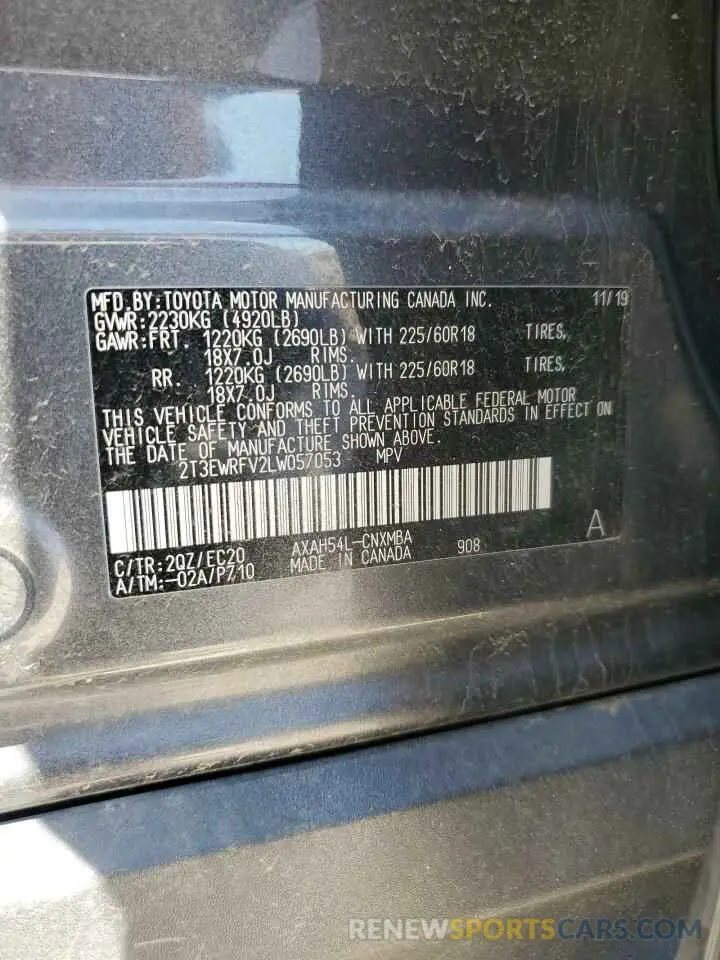 MFD.BY:TOYOTA MOTOR MANUFACTURING CANADA INC. 11/19
GVWR:2230KG (4920LB)
GAWR:FRT. 1220KG (2690LB) WITH 225/60R18 TIRES,
18X7.0J RIMS.
RR. 1220KG (2690LB) WITH 225/60R18 TIRES,
18X7.0J RIMS.
THIS VEHICLE CONFORMS TO ALL APPLICABLE FEDERAL MOTOR
VEHICLE SAFETY AND THEFT PREVENTION STANDARDS IN EFFECT ON
THE DATE OF MANUFACTURE SHOWN ABOVE.
2T3EWRFV2LW057053 MPV
A
C/TR:2QZ/EC20 AXAH54L-CNXMBA 908
A/TM:-02A/PZ10 MADE IN CANADA
RENEWSPORTSCARS.COM